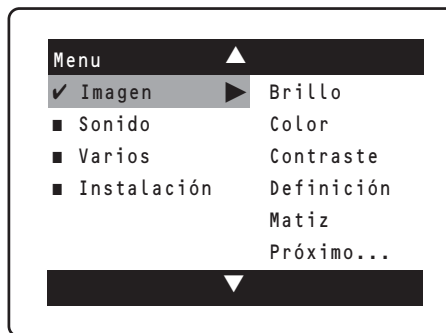 Menu
✔ Imagen ▶ Brillo
■ Sonido Color
■ Varios Contraste
■ Instalación Definición
Matiz
Próximo...